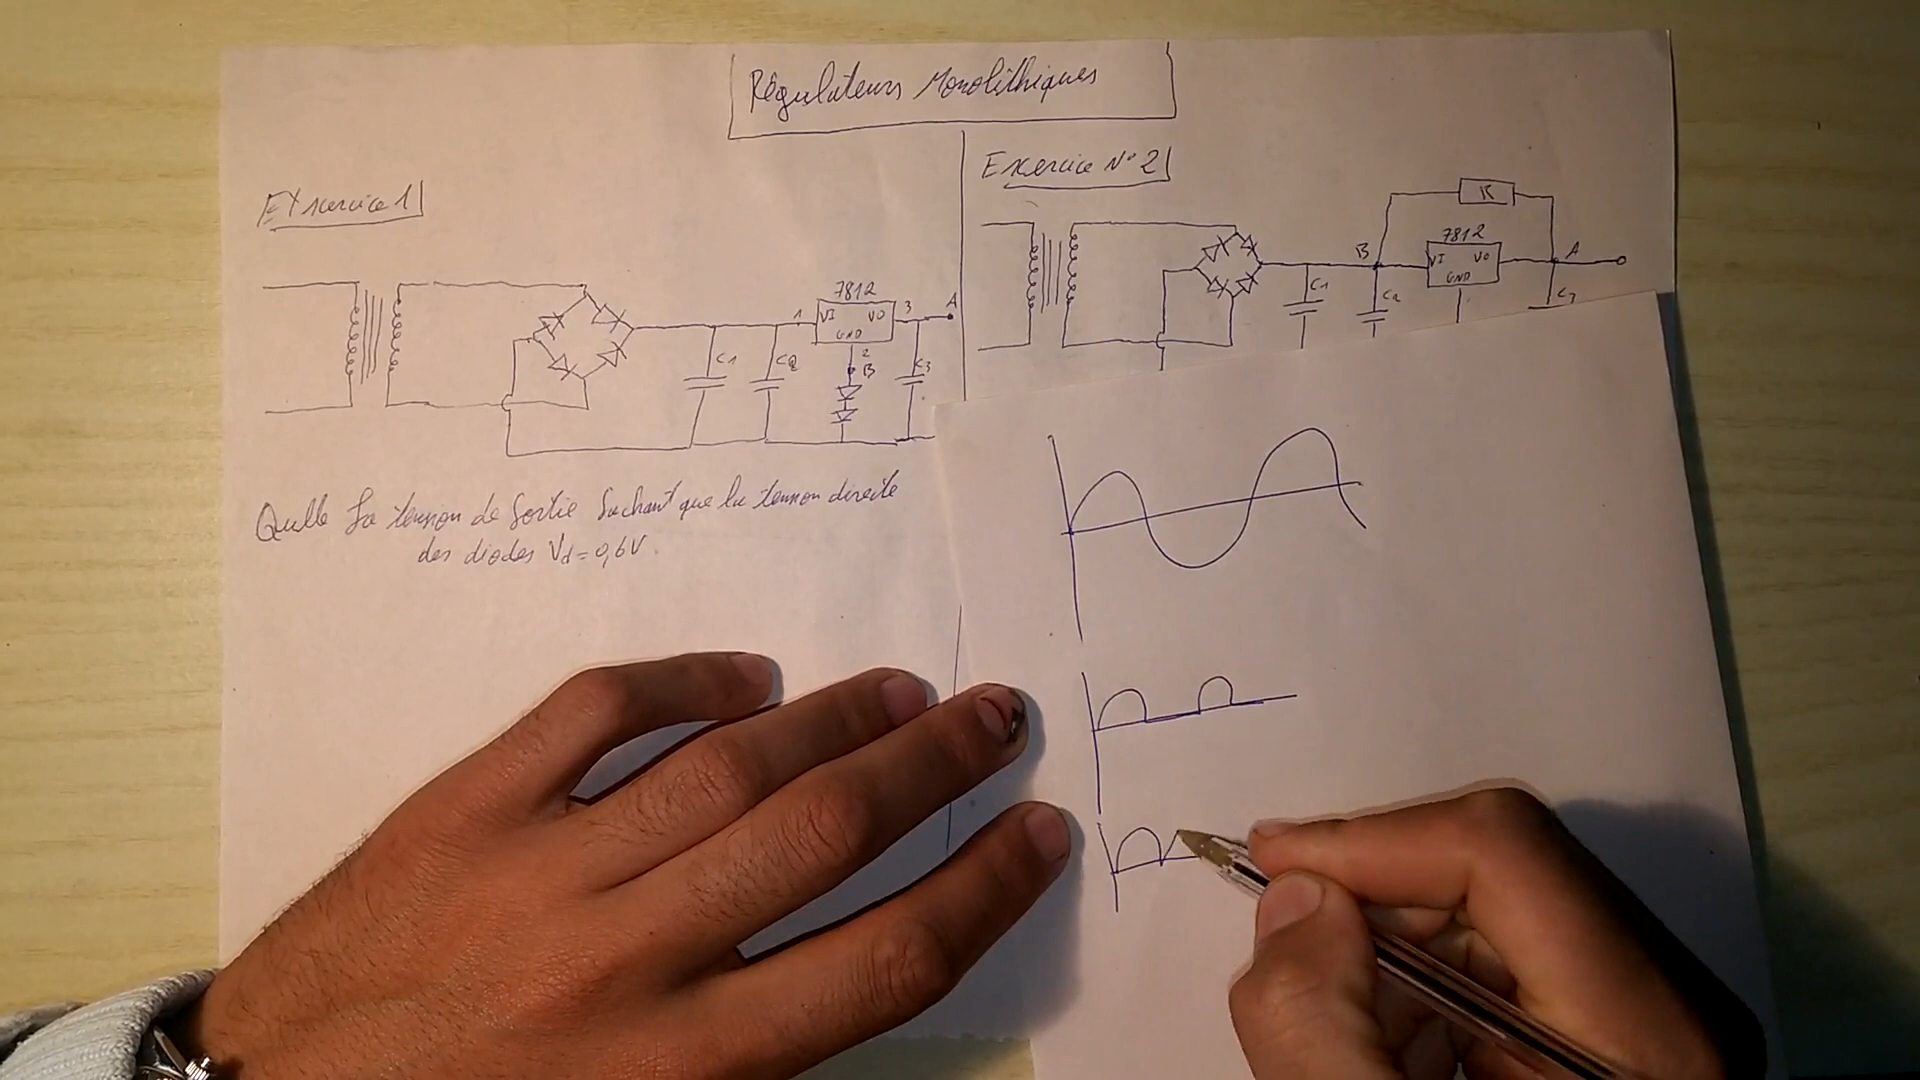 Régulateurs Monolithiques
Exercice 1
7812
VI VO
GND
1
3
A
2
B
C1
C2
C3
Quelle la tension de sortie sachant que la tension directe
des diodes Vd=0,6V.
Exercice N° 2
R
7812
VI VO
GND
B
A
C1
C2
C3